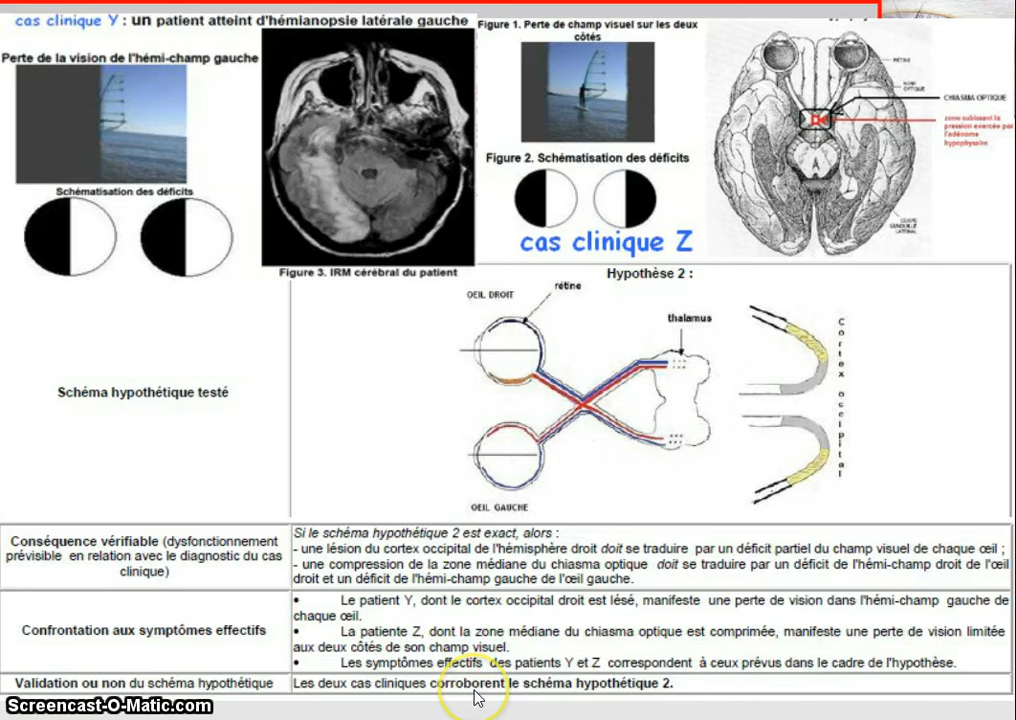 cas clinique Y : un patient atteint d'hémianopsie latérale gauche
Perte de la vision de l'hémi-champ gauche
Schématisation des déficits
Figure 3. IRM cérébral du patient
Figure 1. Perte de champ visuel sur les deux
côtés
Figure 2. Schématisation des déficits
cas clinique Z
RÉTINE
NERF
OPTIQUE
CHIASMA OPTIQUE
zone subissant la
pression exercée par
l'adénome
hypophysaire
Schéma hypothétique testé
Hypothèse 2 :
OEIL DROIT
rétine
thalamus
OEIL GAUCHE
Cortex occipital
Conséquence vérifiable (dysfonctionnement
prévisible en relation avec le diagnostic du cas
clinique)
Si le schéma hypothétique 2 est exact, alors :
- une lésion du cortex occipital de l'hémisphère droit doit se traduire par un déficit partiel du champ visuel de chaque œil ;
- une compression de la zone médiane du chiasma optique doit se traduire par un déficit de l'hémi-champ droit de l'œil
droit et un déficit de l'hémi-champ gauche de l'œil gauche.
Confrontation aux symptômes effectifs
• Le patient Y, dont le cortex occipital droit est lésé, manifeste une perte de vision dans l'hémi-champ gauche de
chaque œil.
• La patiente Z, dont la zone médiane du chiasma optique est comprimée, manifeste une perte de vision limitée
aux deux côtés de son champ visuel.
• Les symptômes effectifs des patients Y et Z correspondent à ceux prévus dans le cadre de l'hypothèse.
Validation ou non du schéma hypothétique
Les deux cas cliniques corroborent le schéma hypothétique 2.
Screencast-O-Matic.com